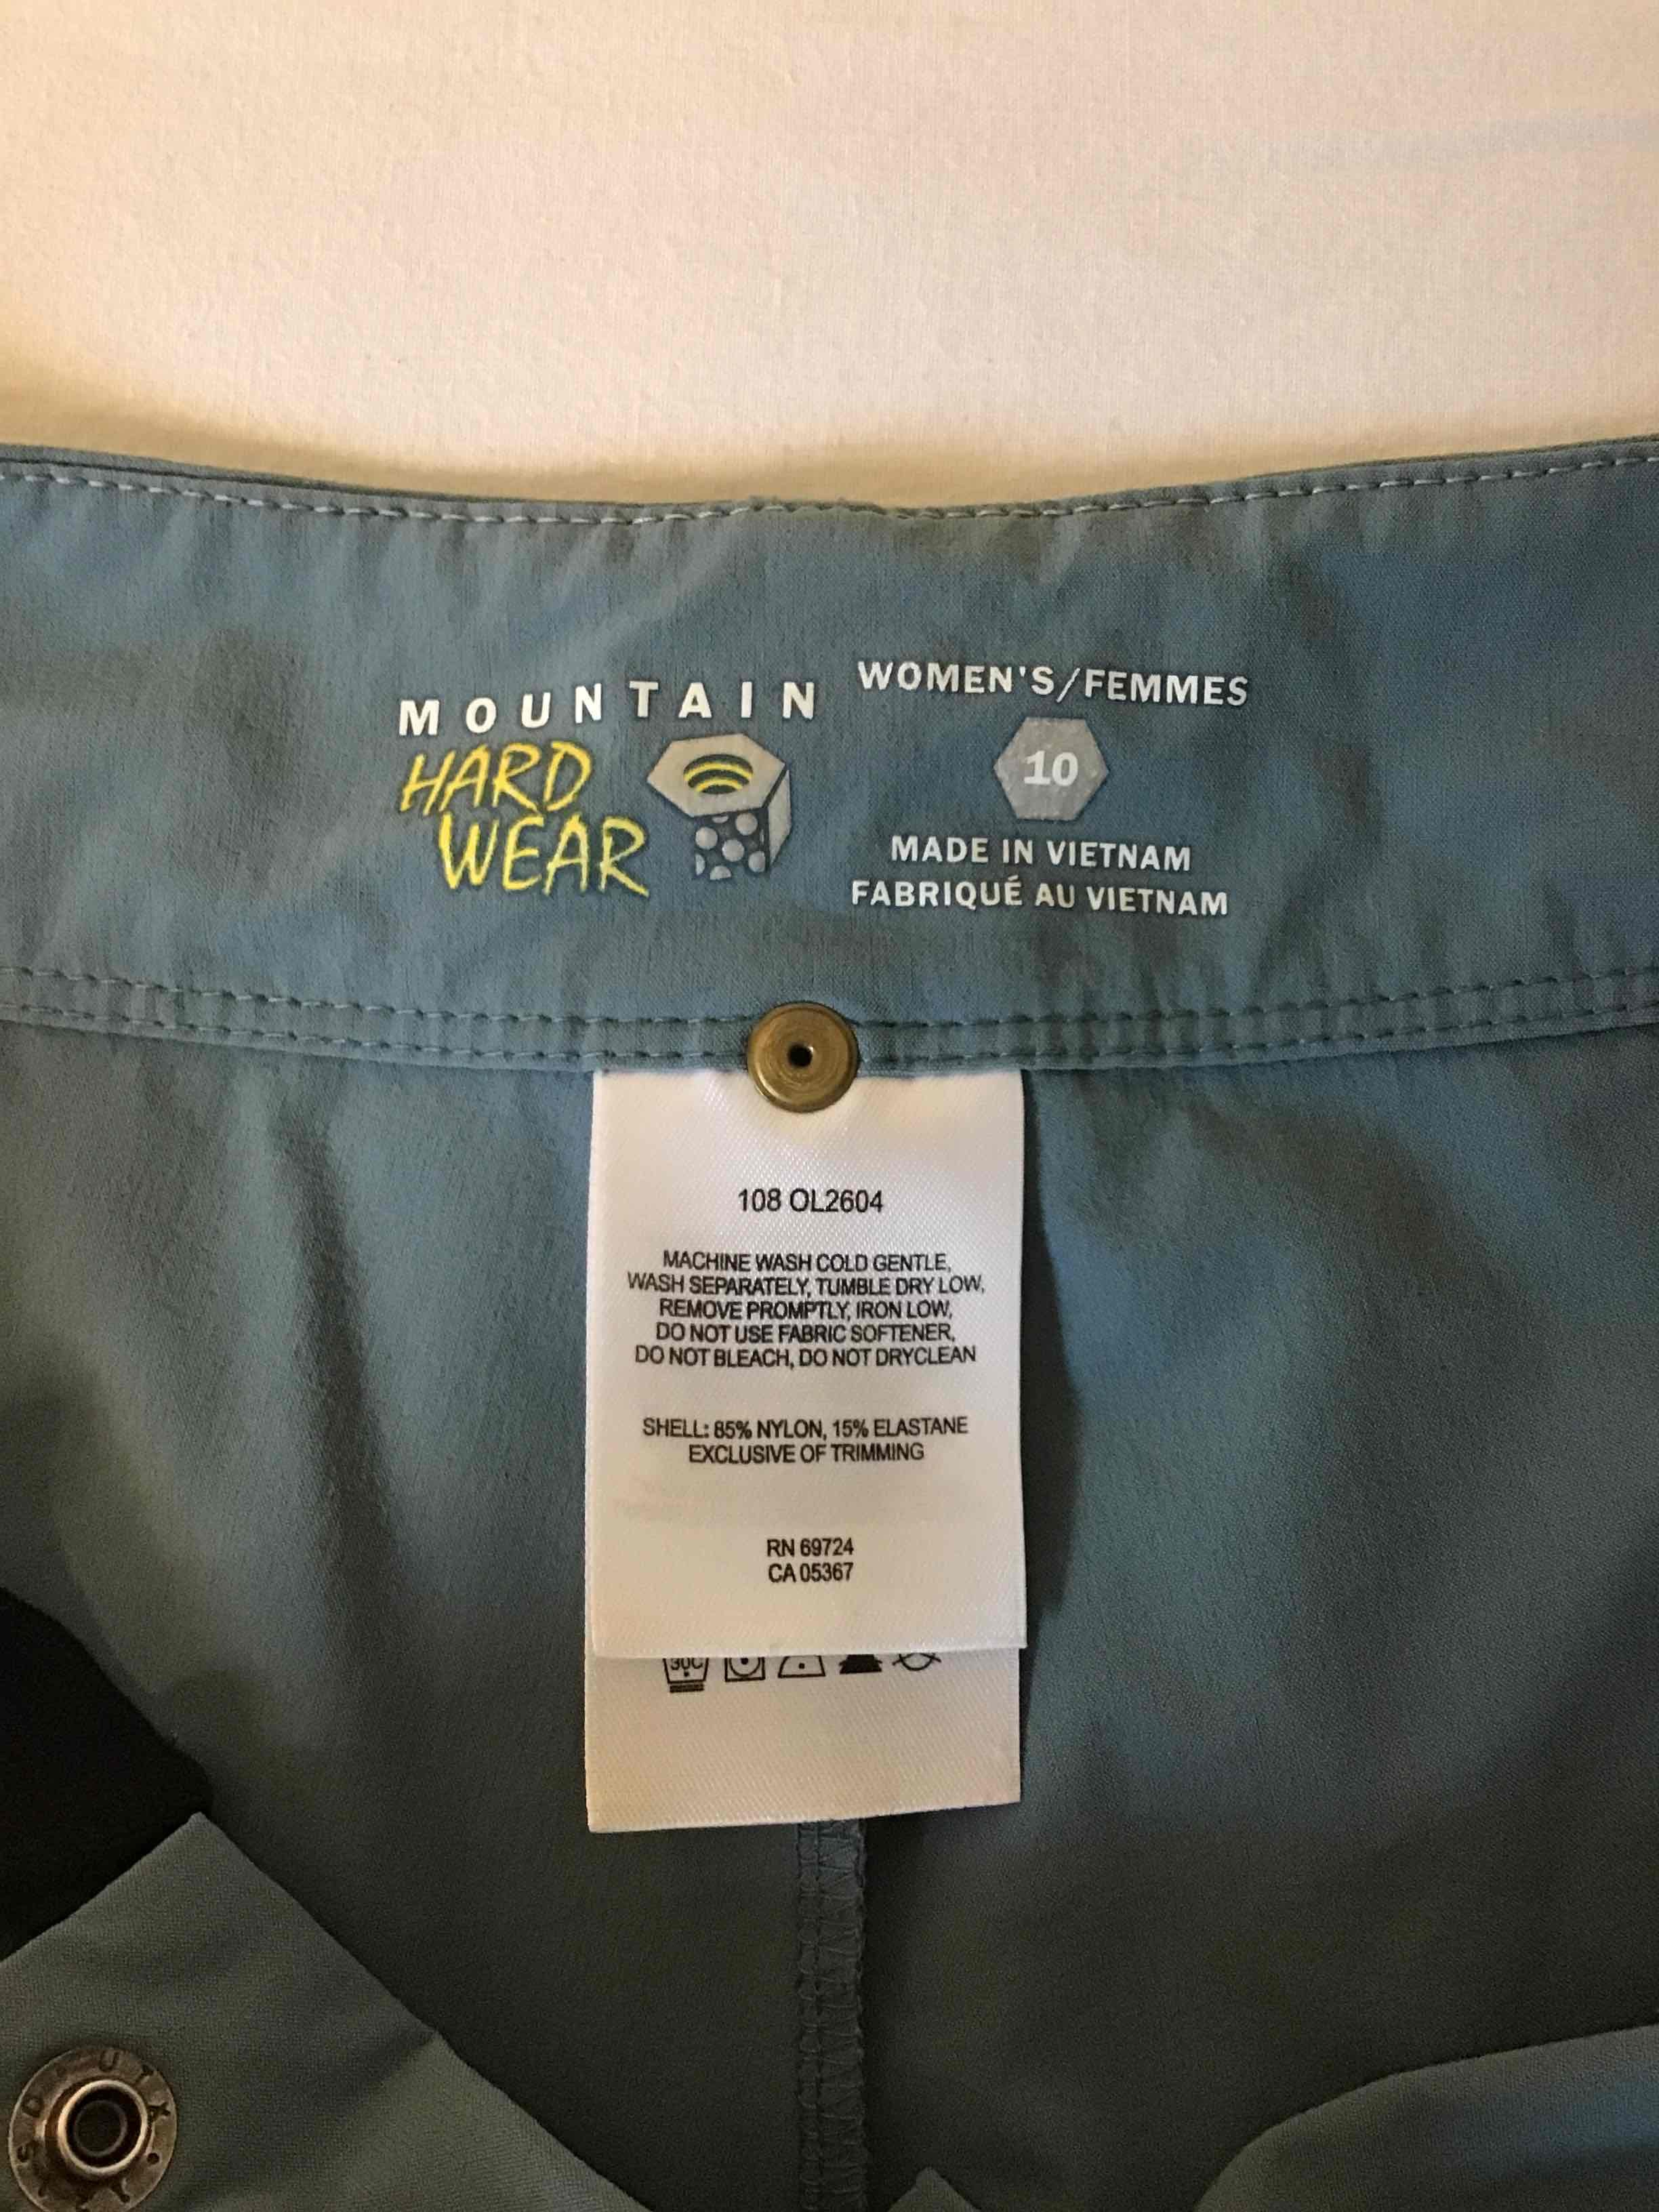 MOUNTAIN
HARD
WEAR
WOMEN'S/FEMMES
10
MADE IN VIETNAM
FABRIQUÉ AU VIETNAM
108 OL2604
MACHINE WASH COLD GENTLE,
WASH SEPARATELY, TUMBLE DRY LOW,
REMOVE PROMPTLY, IRON LOW,
DO NOT USE FABRIC SOFTENER,
DO NOT BLEACH, DO NOT DRYCLEAN
SHELL: 85% NYLON, 15% ELASTANE
EXCLUSIVE OF TRIMMING
RN 69724
CA 05367
30C